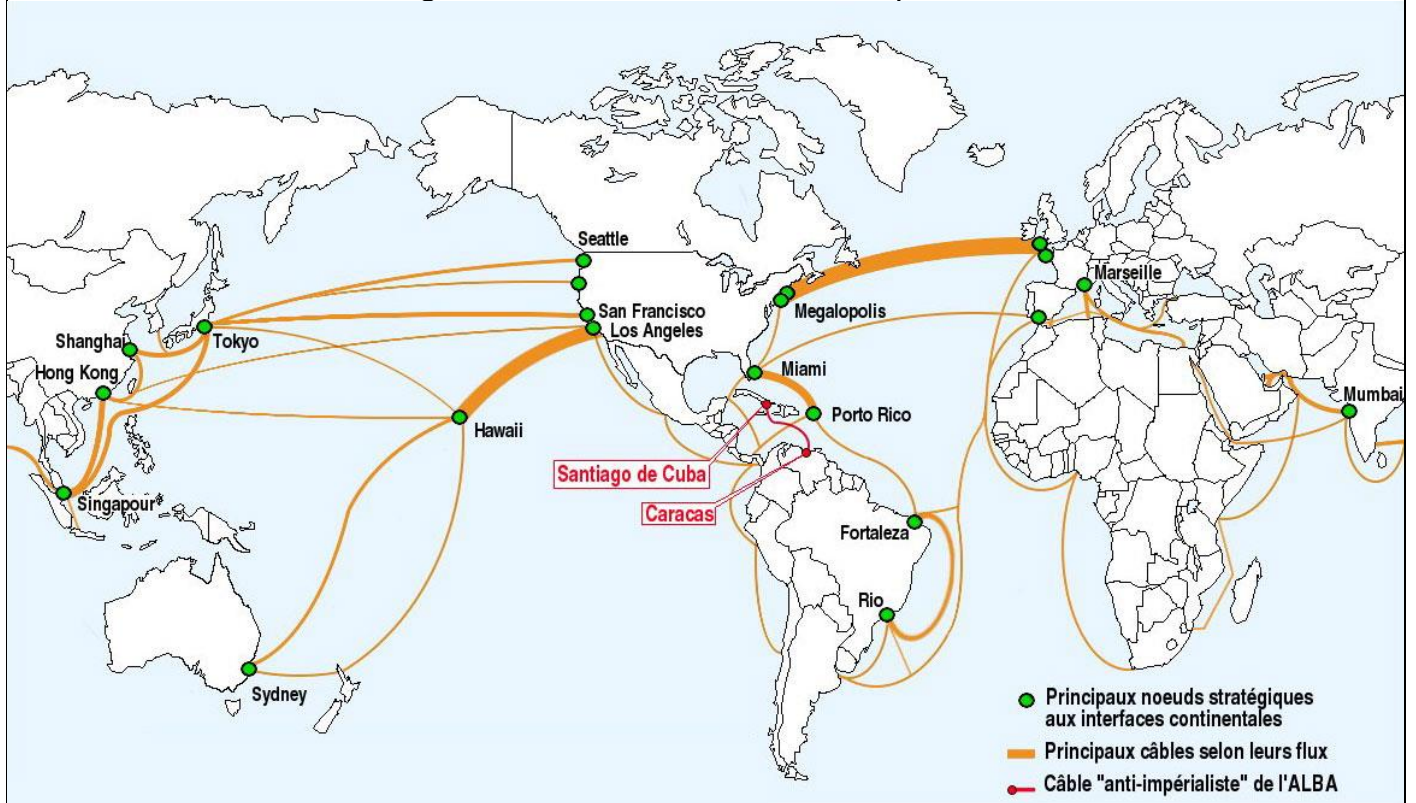 Seattle
Marseille
San Francisco
Megalopolis
Los Angeles
Shanghai
Tokyo
Hong Kong
Miami
Mumbai
Porto Rico
Hawaii
Santiago de Cuba
Singapour
Caracas
Fortaleza
Rio
Sydney
Principaux noeuds stratégiques
aux interfaces continentales
Principaux câbles selon leurs flux
Câble "anti-impérialiste" de l'ALBA